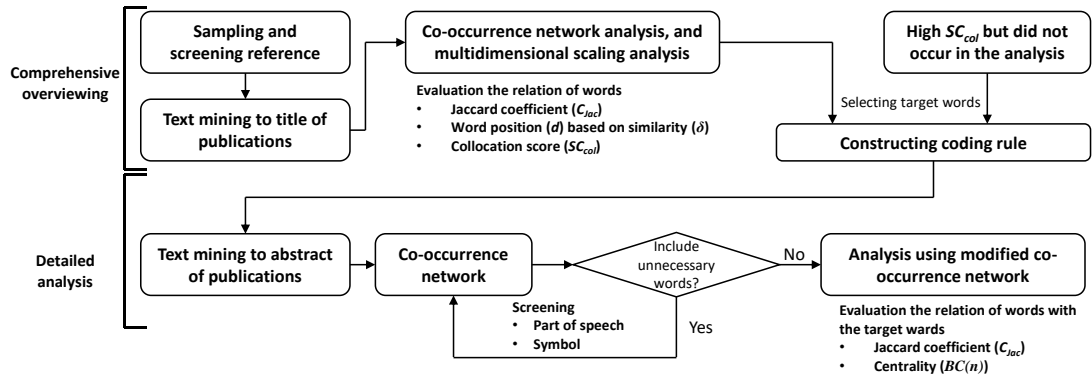 Comprehensive
overviewing
Sampling and
screening reference
Text mining to title of
publications
Co-occurrence network analysis, and
multidimensional scaling analysis
Evaluation the relation of words
• Jaccard coefficient (C_Jac)
• Word position (d) based on similarity (δ)
• Collocation score (SC_col)
High SC_col but did not
occur in the analysis
Selecting target words
Constructing coding rule
Detailed
analysis
Text mining to abstract
of publications
Co-occurrence
network
Include
unnecessary
words?
No
Yes
Screening
• Part of speech
• Symbol
Analysis using modified co-
occurrence network
Evaluation the relation of words with
the target wards
• Jaccard coefficient (C_Jac)
• Centrality (BC(n))